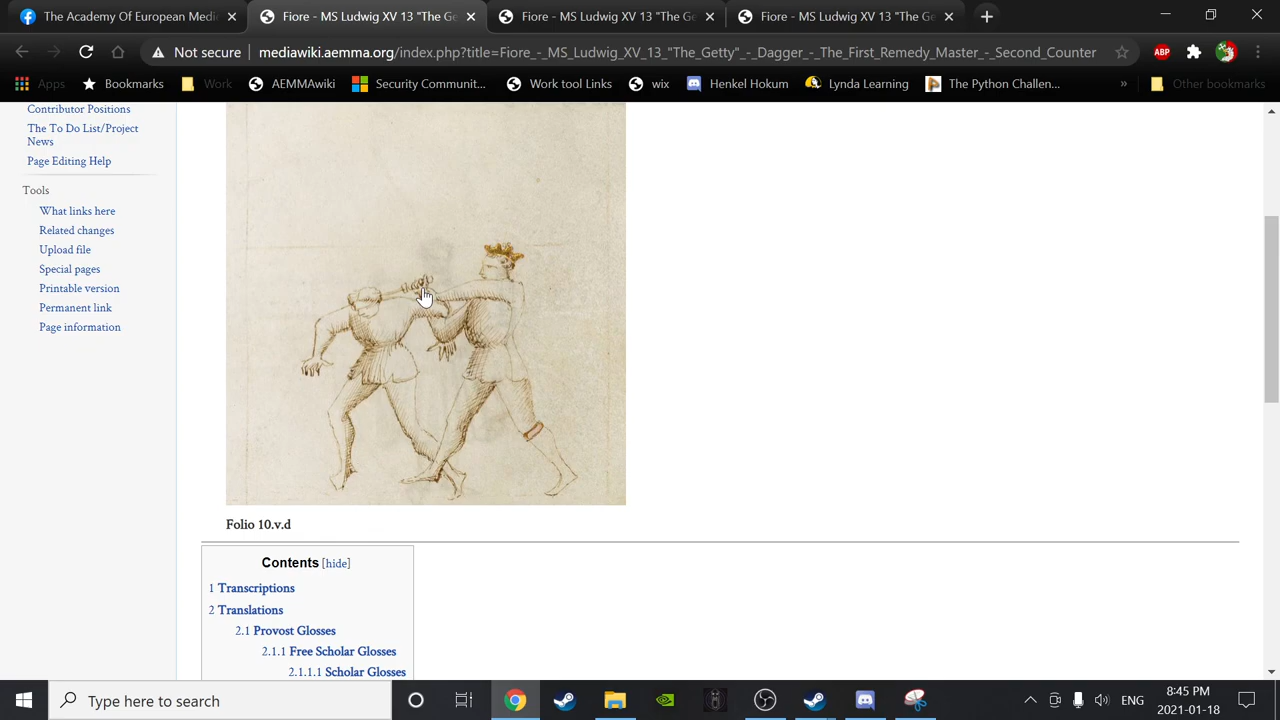 The Academy Of European Medi
Fiore - MS Ludwig XV 13 "The Ge
Fiore - MS Ludwig XV 13 "The Ge
Fiore - MS Ludwig XV 13 "The Ge
Not secure
mediawiki.aemma.org/index.php?title=Fiore_-_MS_Ludwig_XV_13_"The_Getty"_-_Dagger_-_The_First_Remedy_Master_-_Second_Counter
ABP
Apps
Bookmarks
Work
AEMMAwiki
Security Communit...
Work tool Links
wix
Henkel Hokum
Lynda Learning
The Python Challen...
»
Other bookmarks
Contributor Positions
The To Do List/Project
News
Page Editing Help
Tools
What links here
Related changes
Upload file
Special pages
Printable version
Permanent link
Page information
Folio 10.v.d
Contents [hide]
1 Transcriptions
2 Translations
2.1 Provost Glosses
2.1.1 Free Scholar Glosses
2.1.1.1 Scholar Glosses
Type here to search
ENG
8:45 PM
2021-01-18